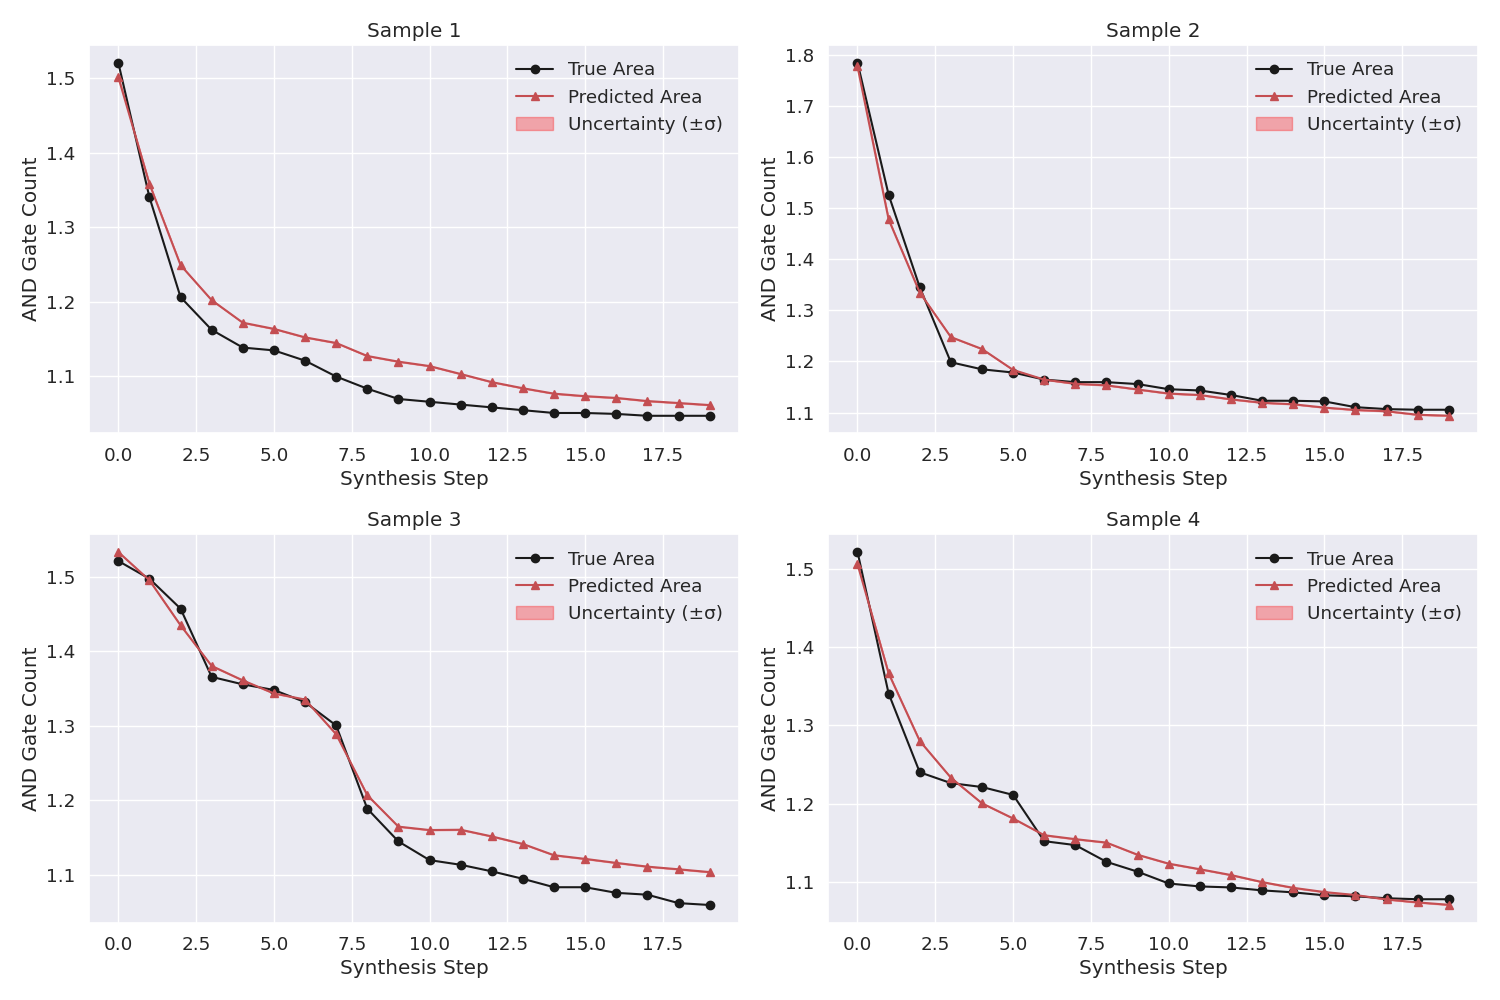 Sample 1
AND Gate Count
1.5
1.4
1.3
1.2
1.1
True Area
Predicted Area
Uncertainty (±σ)
0.0 2.5 5.0 7.5 10.0 12.5 15.0 17.5
Synthesis Step
Sample 2
AND Gate Count
1.8
1.7
1.6
1.5
1.4
1.3
1.2
1.1
True Area
Predicted Area
Uncertainty (±σ)
0.0 2.5 5.0 7.5 10.0 12.5 15.0 17.5
Synthesis Step
Sample 3
AND Gate Count
1.5
1.4
1.3
1.2
1.1
True Area
Predicted Area
Uncertainty (±σ)
0.0 2.5 5.0 7.5 10.0 12.5 15.0 17.5
Synthesis Step
Sample 4
AND Gate Count
1.5
1.4
1.3
1.2
1.1
True Area
Predicted Area
Uncertainty (±σ)
0.0 2.5 5.0 7.5 10.0 12.5 15.0 17.5
Synthesis Step